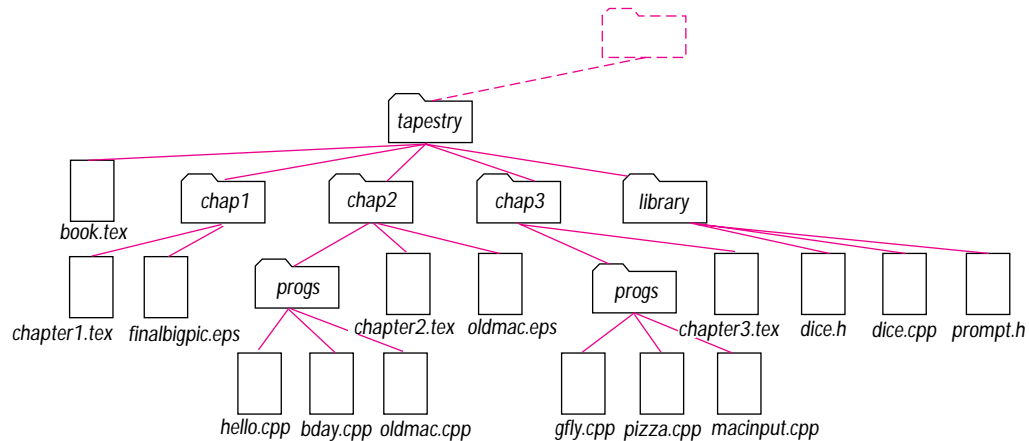 tapestry
chap1
chap2
chap3
library
book.tex
progs
progs
chapter1.tex
finalbigpic.eps
chapter2.tex
oldmac.eps
chapter3.tex
dice.h
dice.cpp
prompt.h
hello.cpp
bday.cpp
oldmac.cpp
gfly.cpp
pizza.cpp
macinput.cpp